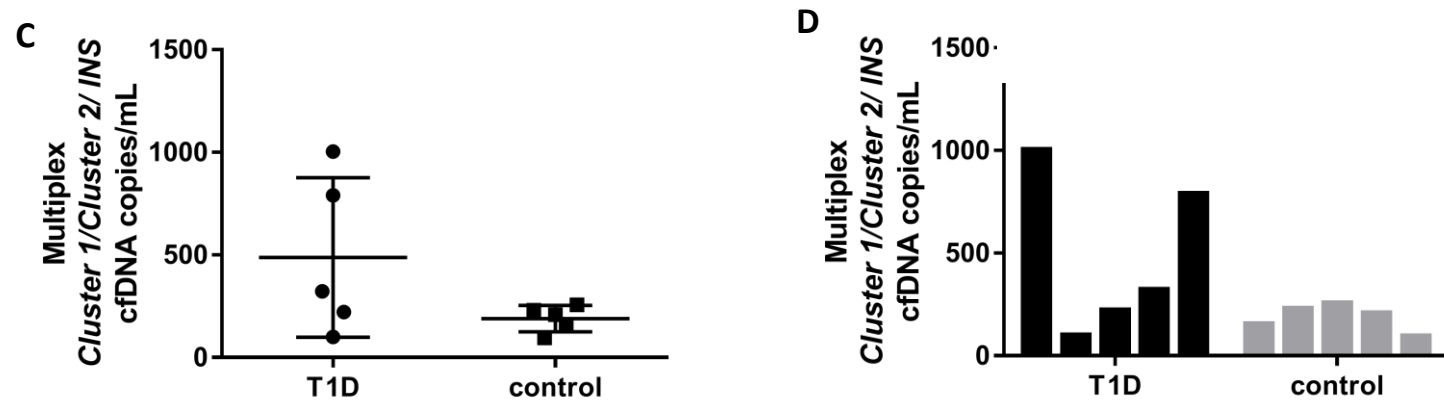 C
Multiplex
Cluster 1/Cluster 2/ INS
cfDNA copies/mL
1500
1000
500
0
T1D
control
D
Multiplex
Cluster 1/Cluster 2/ INS
cfDNA copies/mL
1500
1000
500
0
T1D
control